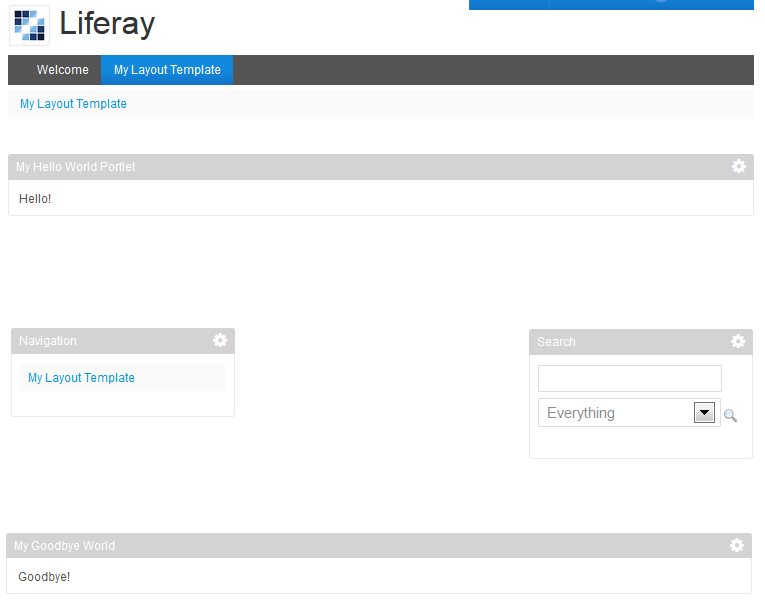 Liferay
Welcome My Layout Template
My Layout Template
My Hello World Portlet
Hello!
Navigation
My Layout Template
Search
Everything
My Goodbye World
Goodbye!